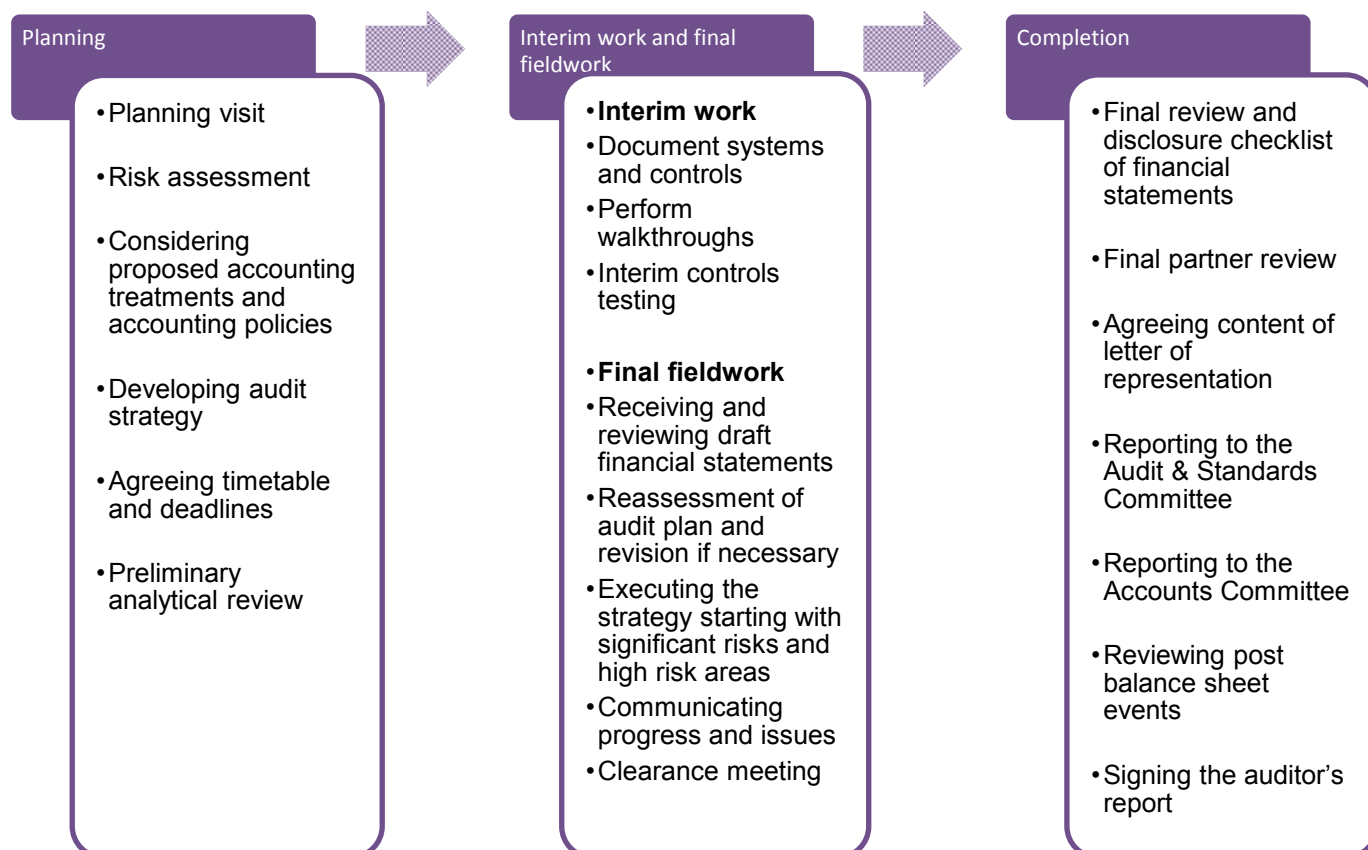 Planning
•Planning visit
•Risk assessment
•Considering
proposed accounting
treatments and
accounting policies
•Developing audit
strategy
•Agreeing timetable
and deadlines
•Preliminary
analytical review
Interim work and final
fieldwork
•Interim work
•Document systems
and controls
•Perform
walkthroughs
•Interim controls
testing
•Final fieldwork
•Receiving and
reviewing draft
financial statements
•Reassessment of
audit plan and
revision if necessary
•Executing the
strategy starting with
significant risks and
high risk areas
•Communicating
progress and issues
•Clearance meeting
Completion
•Final review and
disclosure checklist
of financial
statements
•Final partner review
•Agreeing content of
letter of
representation
•Reporting to the
Audit & Standards
Committee
•Reporting to the
Accounts Committee
•Reviewing post
balance sheet
events
•Signing the auditor's
report